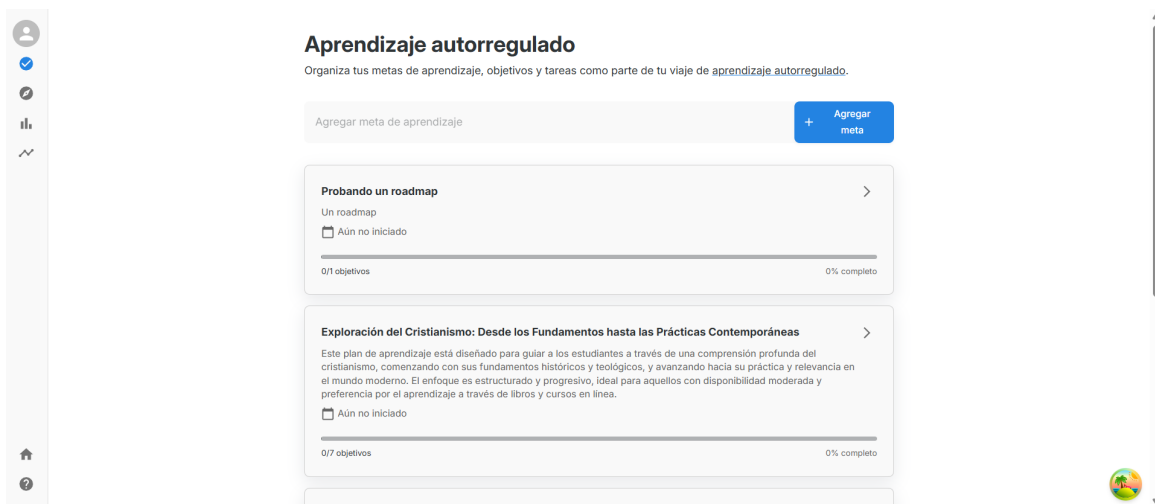 Aprendizaje autorregulado
Organiza tus metas de aprendizaje, objetivos y tareas como parte de tu viaje de aprendizaje autorregulado.
Agregar meta de aprendizaje
+ Agregar
meta
Probando un roadmap
Un roadmap
Aún no iniciado
0/1 objetivos
0% completo
Exploración del Cristianismo: Desde los Fundamentos hasta las Prácticas Contemporáneas
Este plan de aprendizaje está diseñado para guiar a los estudiantes a través de una comprensión profunda del
cristianismo, comenzando con sus fundamentos históricos y teológicos, y avanzando hacia su práctica y relevancia en
el mundo moderno. El enfoque es estructurado y progresivo, ideal para aquellos con disponibilidad moderada y
preferencia por el aprendizaje a través de libros y cursos en línea.
Aún no iniciado
0/7 objetivos
0% completo